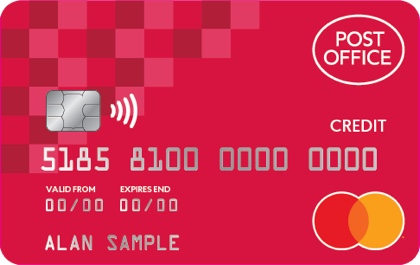 POST
OFFICE
CREDIT
5185 8100 0000 0000
VALID FROM EXPIRES END
00/00 00/00
ALAN SAMPLE